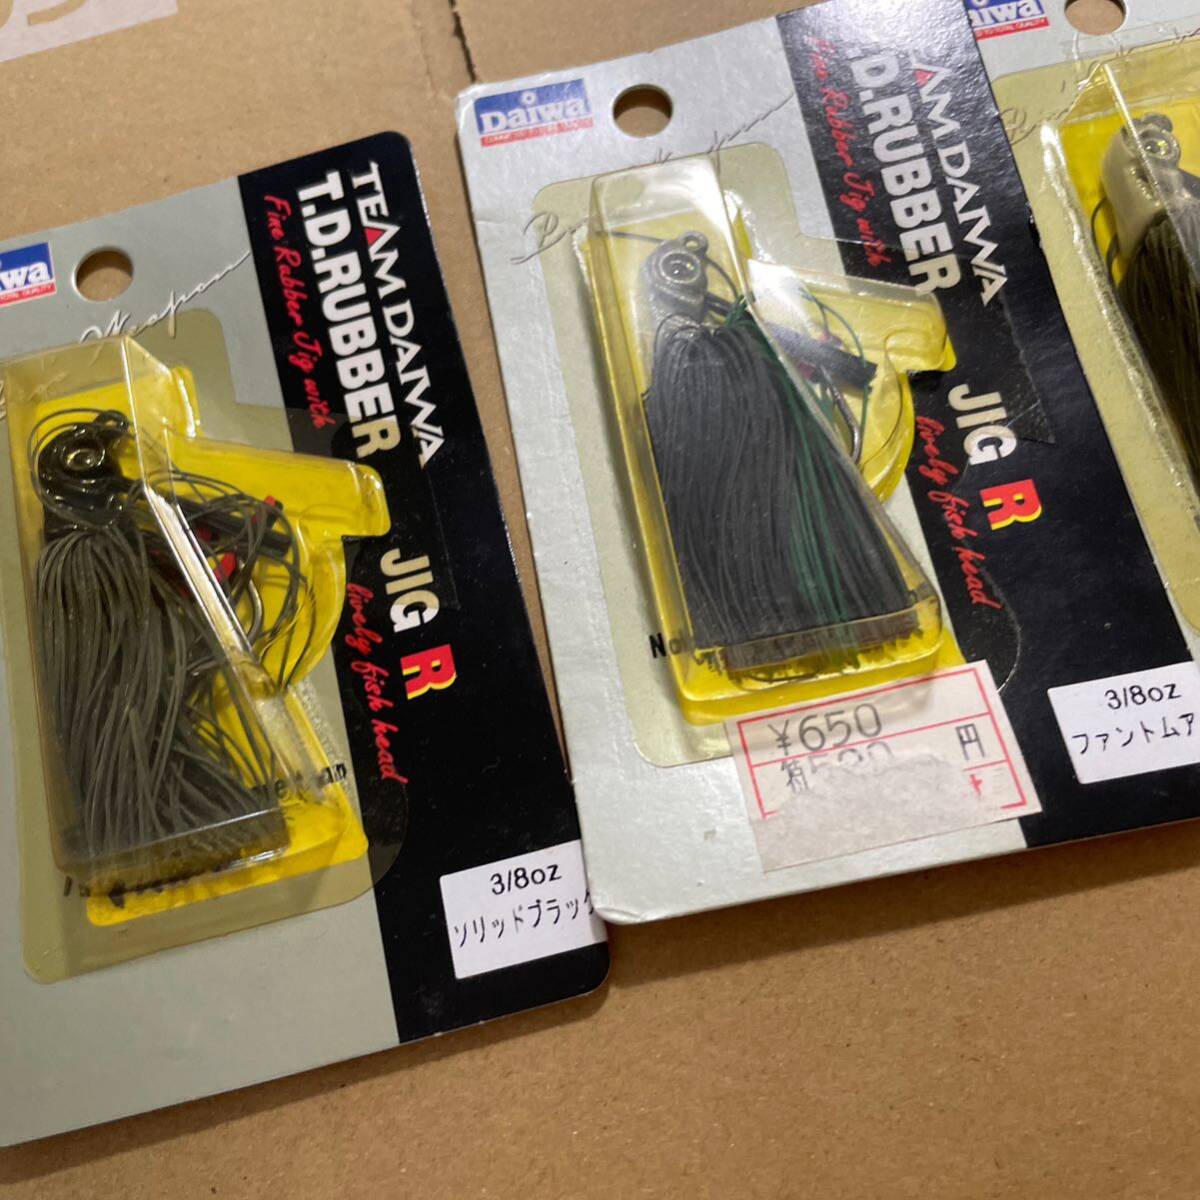 TEAM DAIWA
T.D.RUBBER JIG R
Fine Rubber Jig with lively fish head
Weapon
3/8oz
ソリッドブラック
Daiwa
TEAM DAIWA
T.D.RUBBER JIG R
Fine Rubber Jig with lively fish head
¥650
円
3/8oz
ファントムア